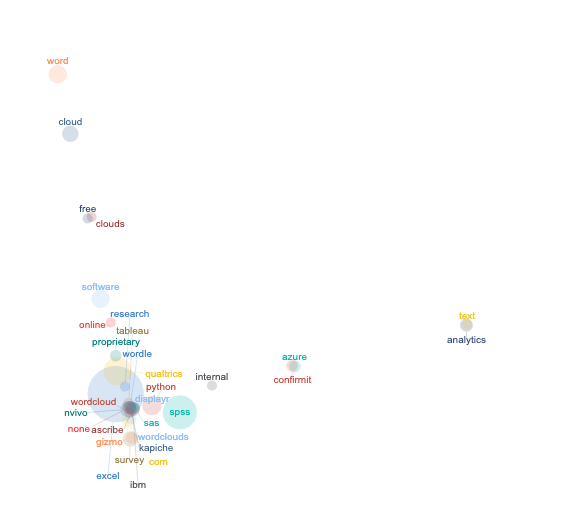 word
cloud
free
clouds
software
research
online
tableau
proprietary
wordle
text
analytics
azure
confirmit
qualtrics
internal
python
displayr
wordcloud
nvivo
spss
sas
none
ascribe
wordclouds
gizmo
kapiche
survey
com
excel
ibm